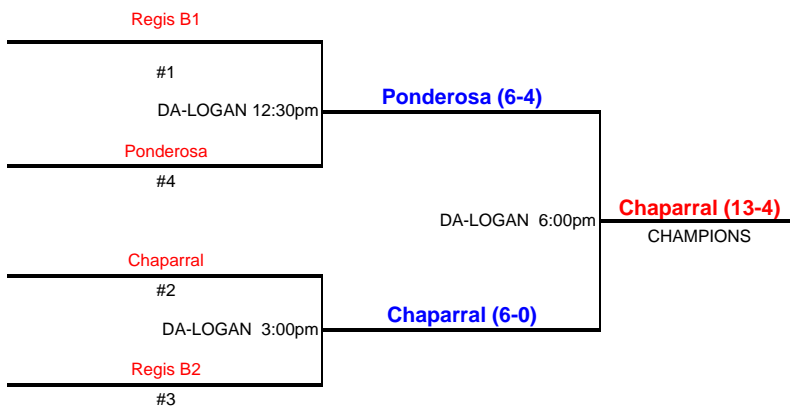 Regis B1
#1
DA-LOGAN 12:30pm
Ponderosa (6-4)
Ponderosa
#4
DA-LOGAN  6:00pm
Chaparral (13-4)
CHAMPIONS
Chaparral
#2
DA-LOGAN  3:00pm
Chaparral (6-0)
Regis B2
#3